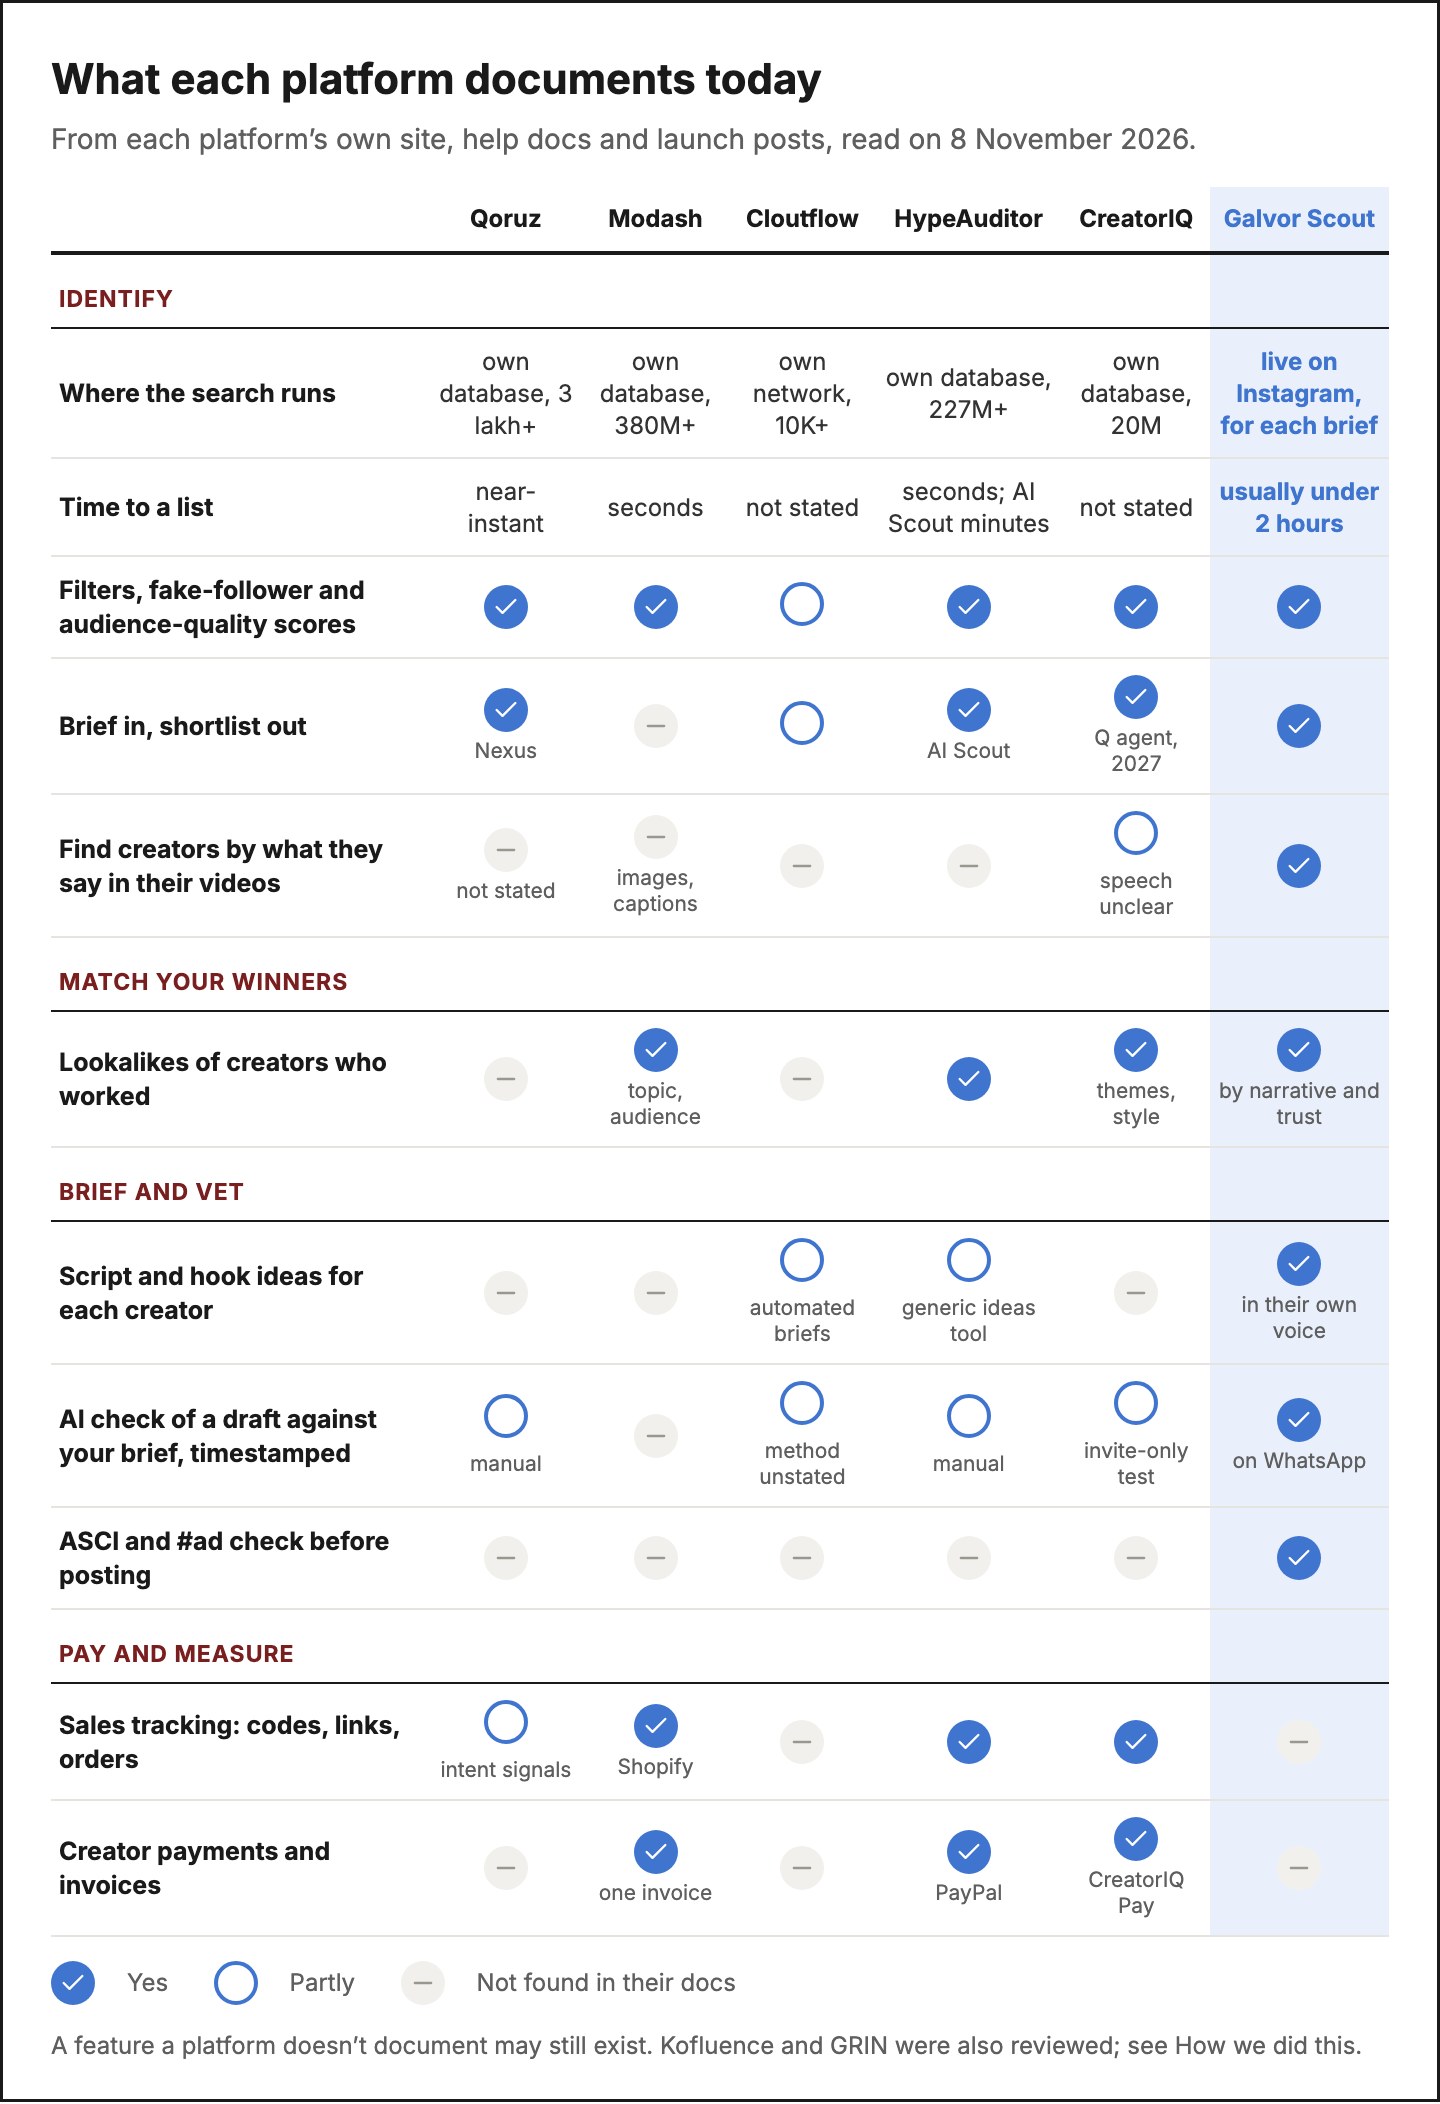 What each platform documents today
From each platform's own site, help docs and launch posts, read on 8 November 2026.
Qoruz Modash Cloutflow HypeAuditor CreatorIQ Galvor Scout
IDENTIFY
Where the search runs
own database, 3 lakh+
own database, 380M+
own network, 10K+
own database, 227M+
own database, 20M
live on Instagram, for each brief
Time to a list
near-instant
seconds
not stated
seconds; AI Scout minutes
not stated
usually under 2 hours
Filters, fake-follower and
audience-quality scores
Brief in, shortlist out
Nexus
AI Scout
Q agent, 2027
Find creators by what they
say in their videos
not stated
images, captions
speech unclear
MATCH YOUR WINNERS
Lookalikes of creators who
worked
topic, audience
themes, style
by narrative and trust
BRIEF AND VET
Script and hook ideas for
each creator
automated briefs
generic ideas tool
in their own voice
AI check of a draft against
your brief, timestamped
manual
method unstated
manual
invite-only test
on WhatsApp
ASCI and #ad check before
posting
PAY AND MEASURE
Sales tracking: codes, links,
orders
intent signals
Shopify
Creator payments and
invoices
one invoice
PayPal
CreatorIQ Pay
Yes Partly Not found in their docs
A feature a platform doesn't document may still exist. Kofluence and GRIN were also reviewed; see How we did this.